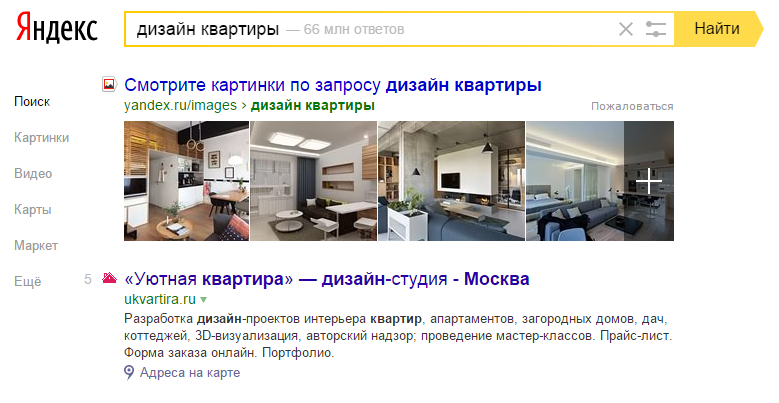 Яндекс
дизайн квартиры — 66 млн ответов
Найти
Поиск
Картинки
Видео
Карты
Маркет
Ещё
Смотрите картинки по запросу дизайн квартиры
yandex.ru/images › дизайн квартиры
Пожаловаться
5
«Уютная квартира» — дизайн-студия - Москва
ukvartira.ru
Разработка дизайн-проектов интерьера квартир, апартаментов, загородных домов, дач,
коттеджей, 3D-визуализация, авторский надзор; проведение мастер-классов. Прайс-лист.
Форма заказа онлайн. Портфолио.
Адреса на карте